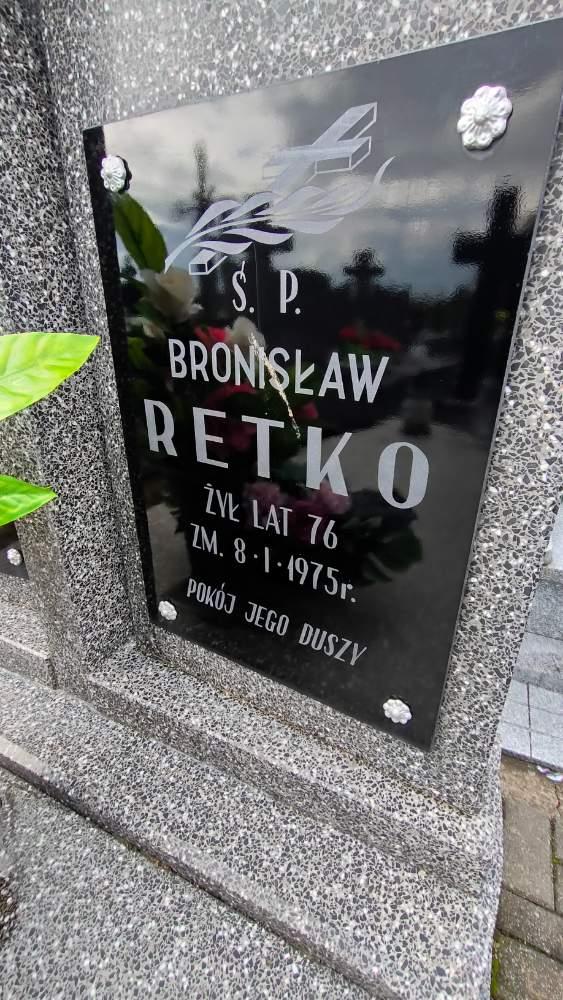 Ś. P.
BRONISŁAW
RETKO
ŻYŁ LAT 76
ZM. 8·I·1975r.
POKÓJ JEGO DUSZY